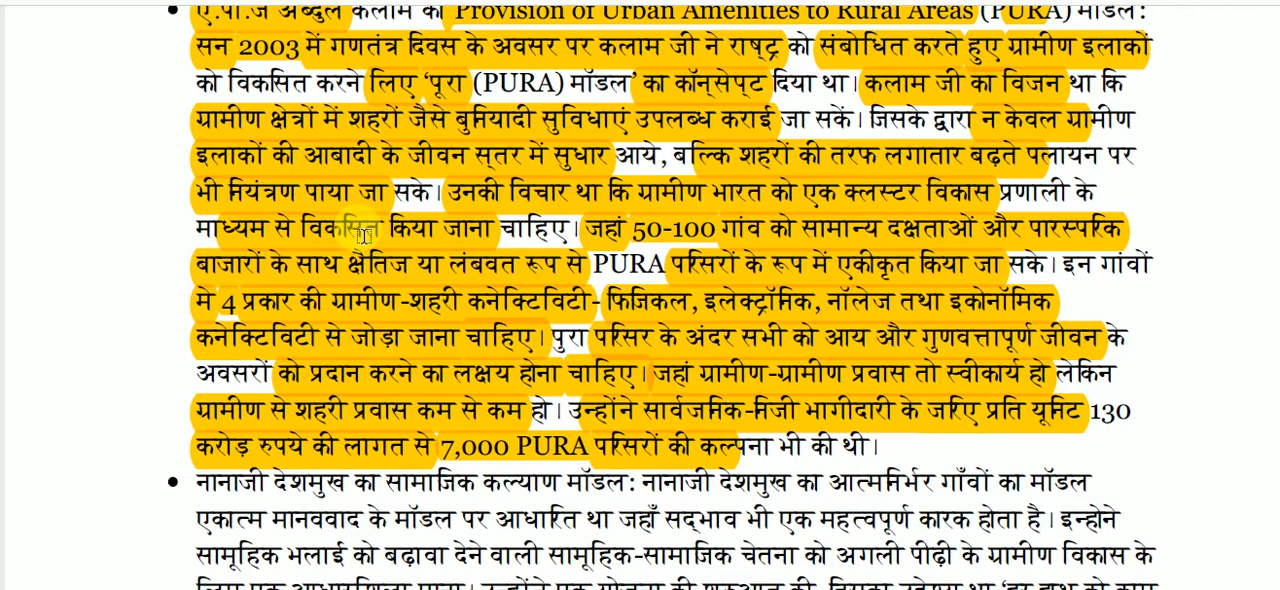 ए.पी.ज अब्दुल कलाम का Provision of Urban Amenities to Rural Areas (PURA) मॉडल:
सन 2003 में गणतंत्र दिवस के अवसर पर कलाम जी ने राष्ट्र को संबोधित करते हुए ग्रामीण इलाकों
को विकसित करने लिए ‘पूरा (PURA) मॉडल’ का कॉन्सेप्ट दिया था। कलाम जी का विजन था कि
ग्रामीण क्षेत्रों में शहरों जैसे बुनियादी सुविधाएं उपलब्ध कराई जा सकें। जिसके द्वारा न केवल ग्रामीण
इलाकों की आबादी के जीवन स्तर में सुधार आये, बल्कि शहरों की तरफ लगातार बढ़ते पलायन पर
भी नियंत्रण पाया जा सके। उनकी विचार था कि ग्रामीण भारत को एक क्लस्टर विकास प्रणाली के
माध्यम से विकसित किया जाना चाहिए। जहां 50-100 गांव को सामान्य दक्षताओं और पारस्परिक
बाजारों के साथ क्षैतिज या लंबवत रूप से PURA परिसरों के रूप में एकीकृत किया जा सके। इन गांवों
मे 4 प्रकार की ग्रामीण-शहरी कनेक्टिविटी- फिजिकल, इलेक्ट्रॉनिक, नॉलेज तथा इकोनॉमिक
कनेक्टिविटी से जोड़ा जाना चाहिए। पुरा परिसर के अंदर सभी को आय और गुणवत्तापूर्ण जीवन के
अवसरों को प्रदान करने का लक्षय होना चाहिए। जहां ग्रामीण-ग्रामीण प्रवास तो स्वीकार्य हो लेकिन
ग्रामीण से शहरी प्रवास कम से कम हो। उन्होंने सार्वजनिक-निजी भागीदारी के जरिए प्रति यूनिट 130
करोड़ रुपये की लागत से 7,000 PURA परिसरों की कल्पना भी की थी।
नानाजी देशमुख का सामाजिक कल्याण मॉडल: नानाजी देशमुख का आत्मनिर्भर गाँवों का मॉडल
एकात्म मानववाद के मॉडल पर आधारित था जहाँ सद्भाव भी एक महत्वपूर्ण कारक होता है। इन्होने
सामूहिक भलाई को बढ़ावा देने वाली सामूहिक-सामाजिक चेतना को अगली पीढ़ी के ग्रामीण विकास के